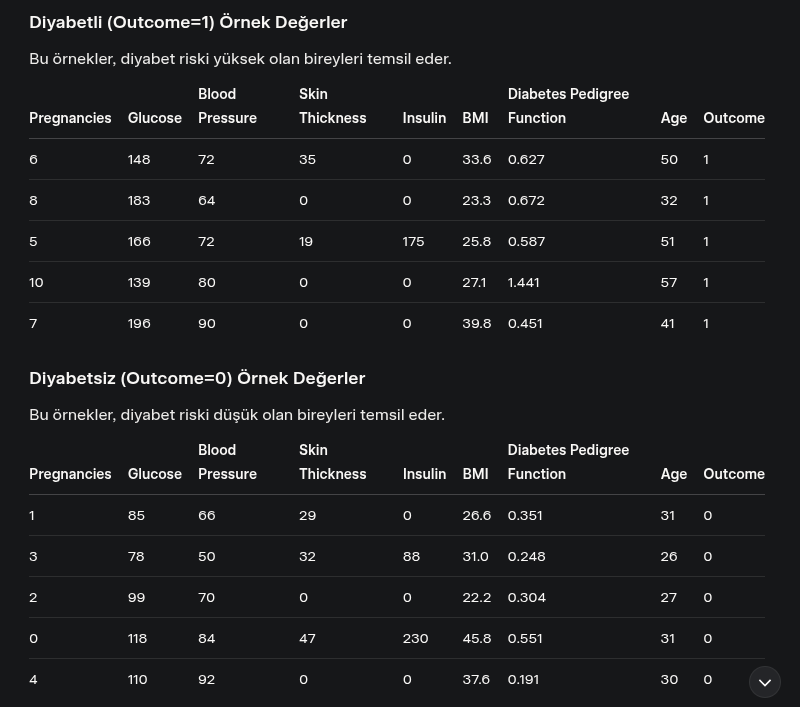 Diyabetli (Outcome=1) Örnek Değerler
Bu örnekler, diyabet riski yüksek olan bireyleri temsil eder.
Pregnancies Glucose Blood Pressure Skin Thickness Insulin BMI Diabetes Pedigree Function Age Outcome
6 148 72 35 0 33.6 0.627 50 1
8 183 64 0 0 23.3 0.672 32 1
5 166 72 19 175 25.8 0.587 51 1
10 139 80 0 0 27.1 1.441 57 1
7 196 90 0 0 39.8 0.451 41 1
Diyabetsiz (Outcome=0) Örnek Değerler
Bu örnekler, diyabet riski düşük olan bireyleri temsil eder.
Pregnancies Glucose Blood Pressure Skin Thickness Insulin BMI Diabetes Pedigree Function Age Outcome
1 85 66 29 0 26.6 0.351 31 0
3 78 50 32 88 31.0 0.248 26 0
2 99 70 0 0 22.2 0.304 27 0
0 118 84 47 230 45.8 0.551 31 0
4 110 92 0 0 37.6 0.191 30 0